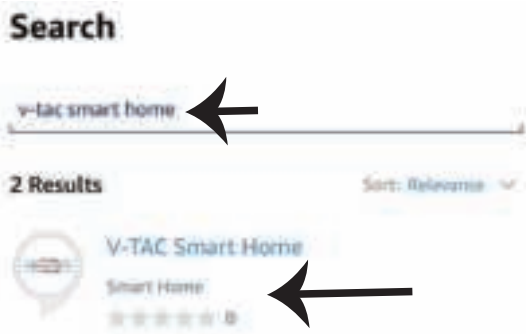 Search
v-tac smart home
2 Results
Sort: Relevance
V-TAC Smart Home
Smart Home
0